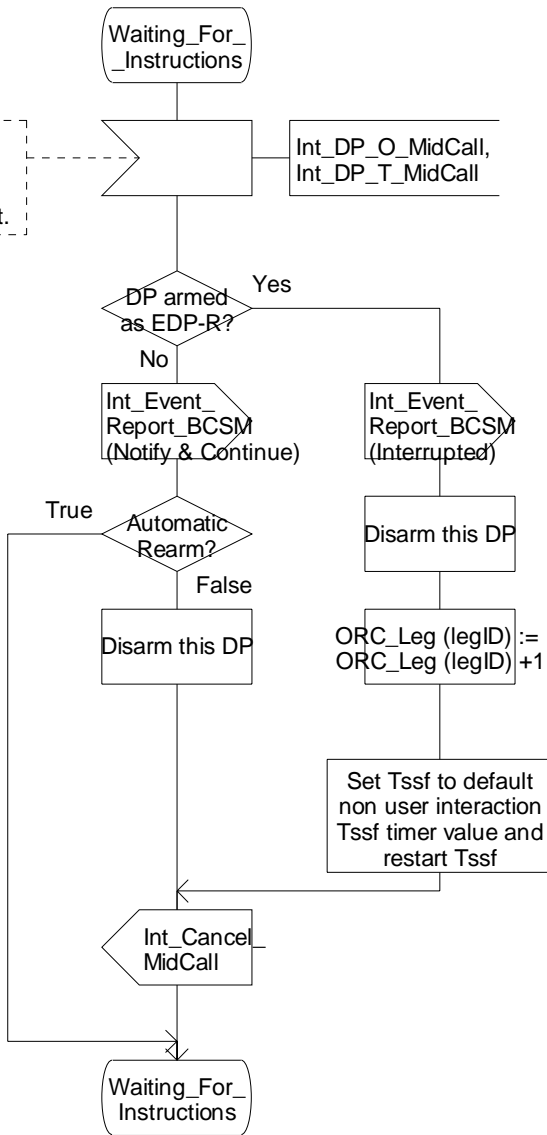 Waiting_For_
_Instructions
t.
Int_DP_O_MidCall,
Int_DP_T_MidCall
DP armed
as EDP-R?
Yes
No
Int_Event_
Report_BCSM
(Notify & Continue)
Int_Event_
Report_BCSM
(Interrupted)
True
Automatic
Rearm?
False
Disarm this DP
Disarm this DP
ORC_Leg (legID) :=
ORC_Leg (legID) +1
Set Tssf to default
non user interaction
Tssf timer value and
restart Tssf
Int_Cancel_
MidCall
Waiting_For_
Instructions